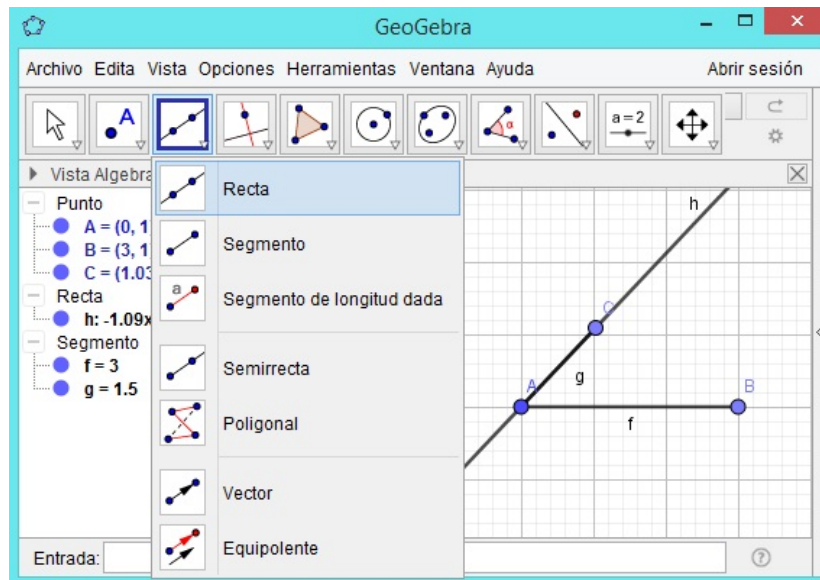 GeoGebra
Archivo Edita Vista Opciones Herramientas Ventana Ayuda Abrir sesión
A α a=2
Vista Algebra
Punto
A = (0, 1
B = (3, 1
C = (1.03
Recta
h: -1.09x
Segmento
f = 3
g = 1.5
Recta
Segmento
a
Segmento de longitud dada
Semirrecta
Poligonal
Vector
Equipolente
h
C
g
A B
f
Entrada:
?